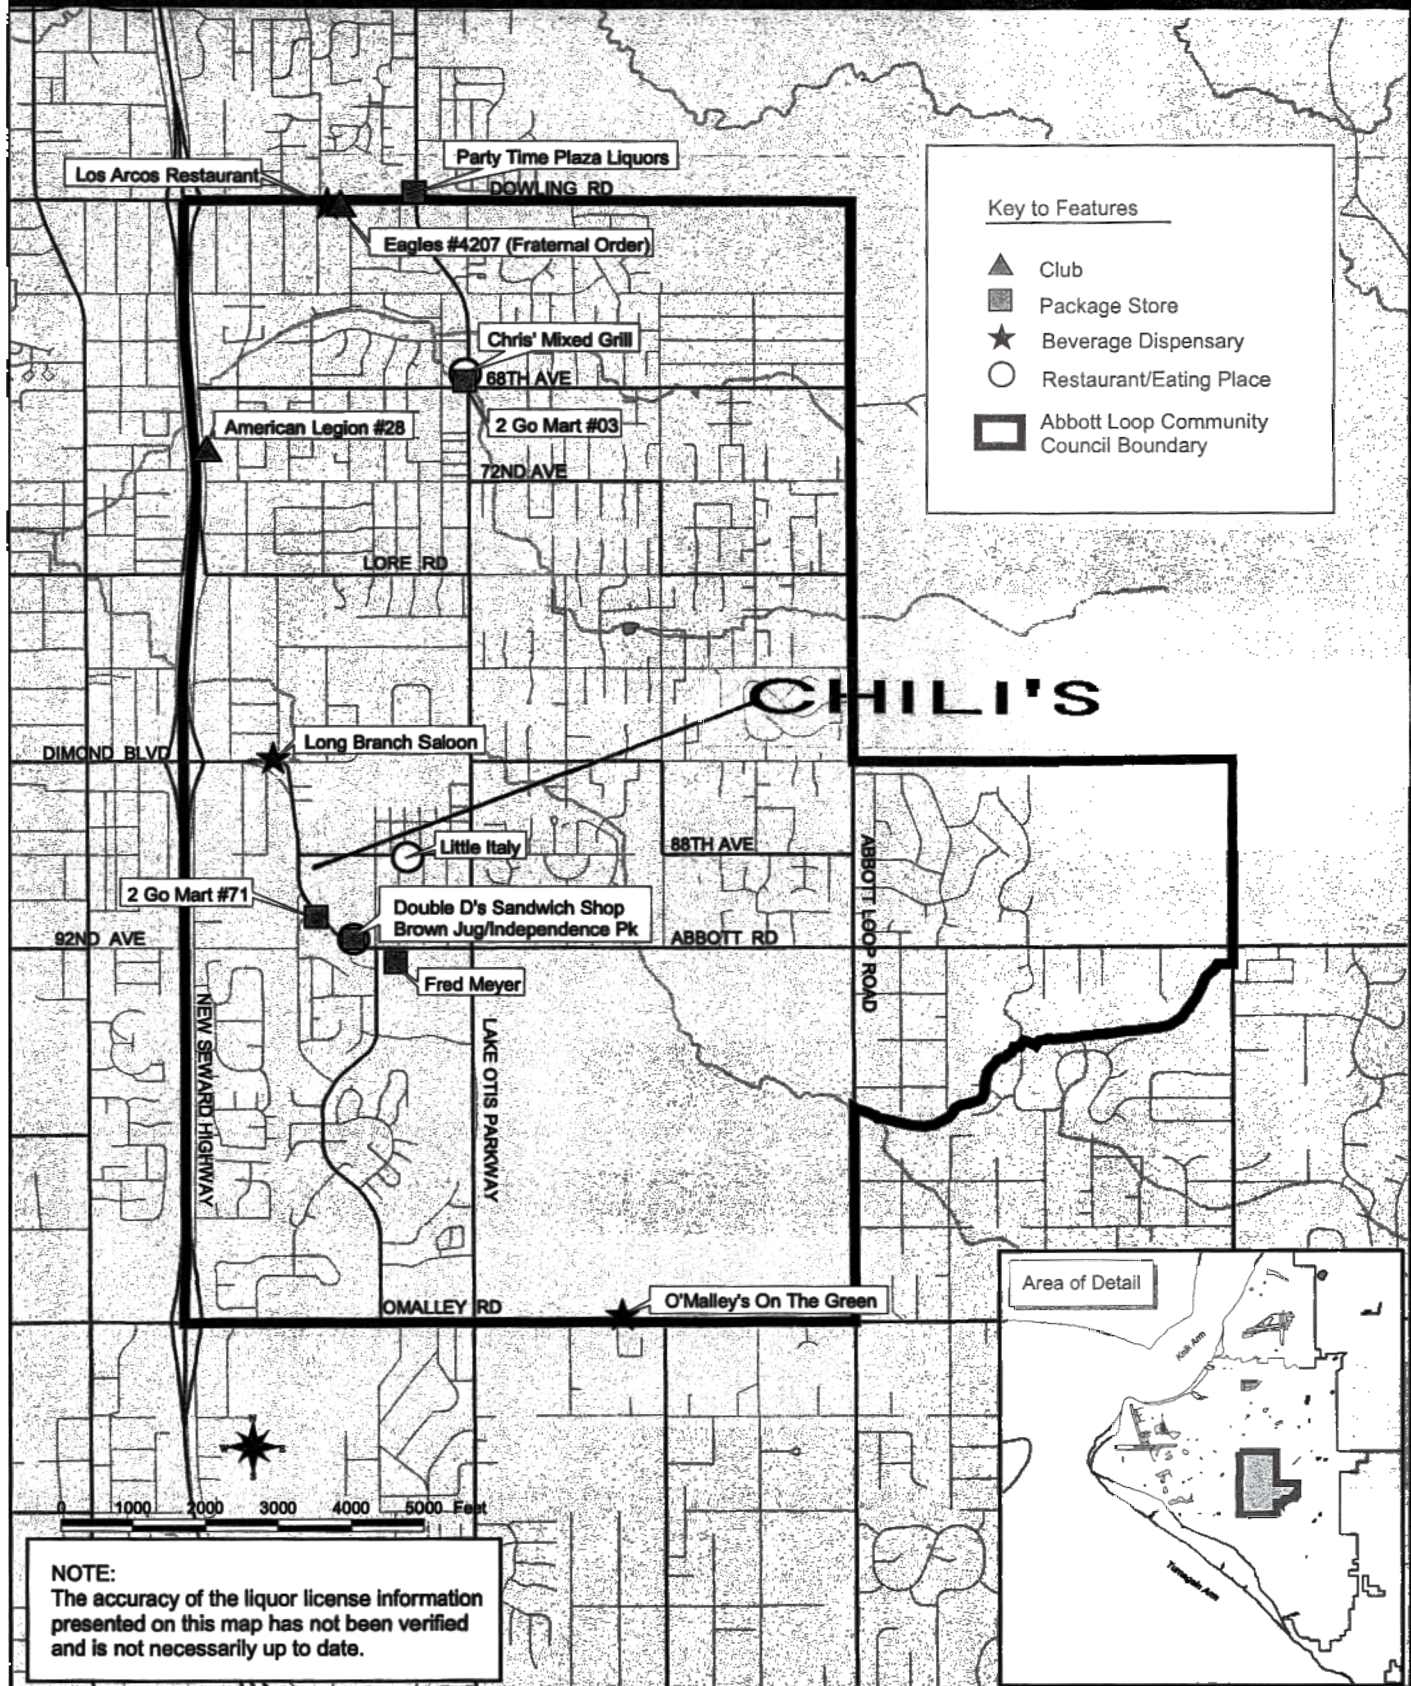 Party Time Plaza Liquors
Los Arcos Restaurant
DOWLING RD
Eagles #4207 (Fraternal Order)
Key to Features
Club
Package Store
Beverage Dispensary
Restaurant/Eating Place
Abbott Loop Community
Council Boundary
Chris' Mixed Grill
68TH AVE
2 Go Mart #03
American Legion #28
72ND AVE
LORE RD
CHILI'S
Long Branch Saloon
DIMOND BLVD
Little Italy
88TH AVE
ABBOTT LOOP ROAD
2 Go Mart #71
Double D's Sandwich Shop
Brown Jug/Independence Pk
92ND AVE
ABBOTT RD
Fred Meyer
NEW SEWARD HIGHWAY
LAKE OTIS PARKWAY
OMALLEY RD
O'Malley's On The Green
Area of Detail
Knik Arm
Turnagain Arm
0 1000 2000 3000 4000 5000 Feet
NOTE:
The accuracy of the liquor license information
presented on this map has not been verified
and is not necessarily up to date.